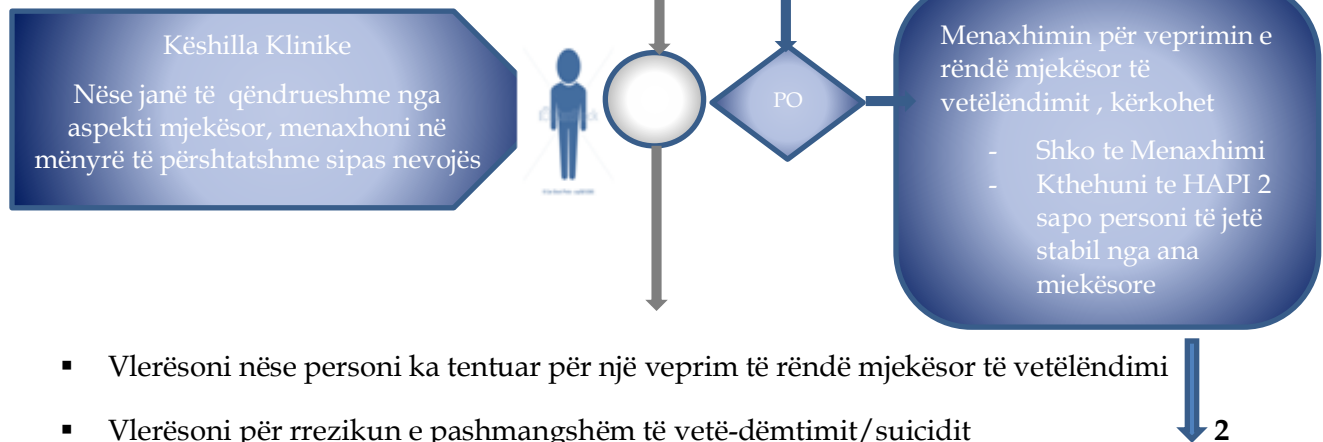 Këshilla Klinike
Nëse janë të qëndrueshme nga
aspekti mjekësor, menaxhoni në
mënyrë të përshtatshme sipas nevojës
PO
Menaxhimin për veprimin e
rëndë mjekësor të
vetëlëndimit , kërkohet
- Shko te Menaxhimi
- Kthehuni te HAPI 2
sapo personi të jetë
stabil nga ana
mjekësore
▪ Vlerësoni nëse personi ka tentuar për një veprim të rëndë mjekësor të vetëlëndimi
▪ Vlerësoni për rrezikun e pashmangshëm të vetë-dëmtimit/suicidit
2